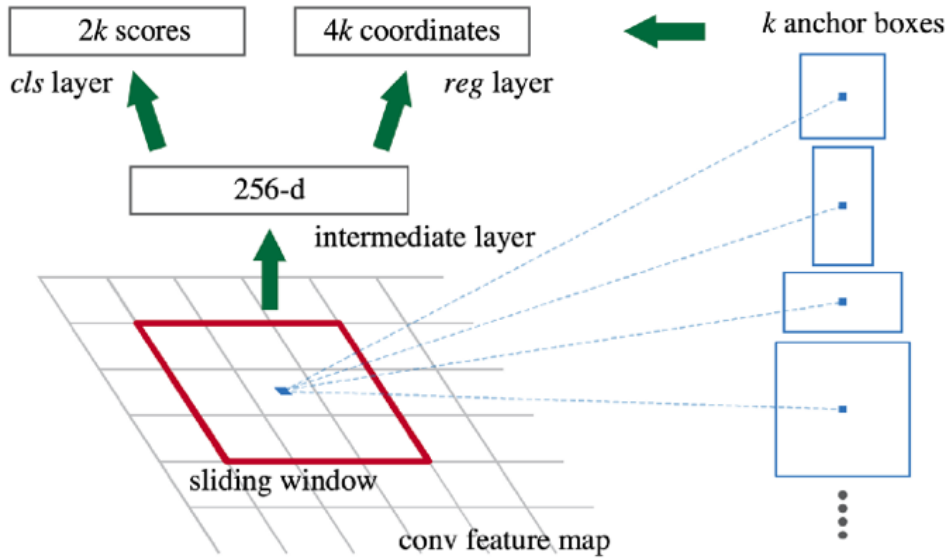 2k scores
4k coordinates
k anchor boxes
cls layer
reg layer
256-d
intermediate layer
sliding window
conv feature map